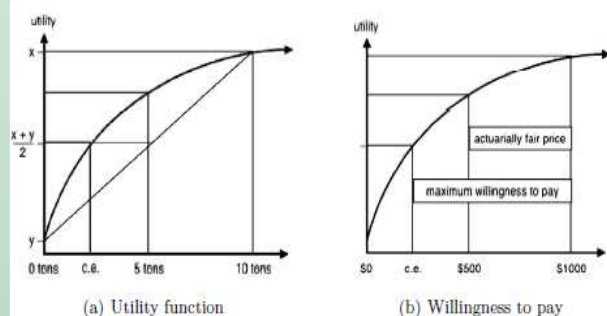 utility
x
x + y
2
y
0 tons c.e. 5 tons 10 tons
(a) Utility function
utility
actuarially fair price
maximum willingness to pay
$0 c.e. $500 $1000
(b) Willingness to pay